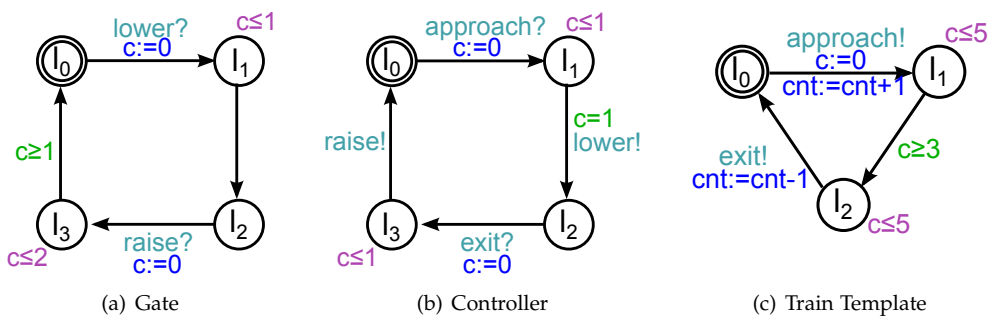 lower?
c:=0
c≤1
l₀
l₁
c≥1
l₃
l₂
c≤2
raise?
c:=0
(a) Gate
approach?
c:=0
c≤1
l₀
l₁
c=1
lower!
raise!
l₃
l₂
c≤1
exit?
c:=0
(b) Controller
approach!
c:=0
cnt:=cnt+1
c≤5
l₀
l₁
c≥3
exit!
cnt:=cnt-1
l₂
c≤5
(c) Train Template